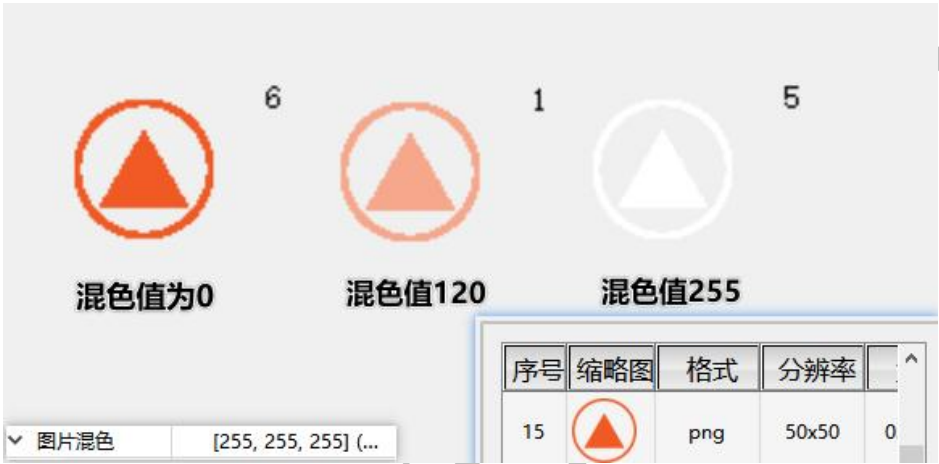 6
1
5
混色值为0
混色值120
混色值255
序号 缩略图 格式 分辨率
15 png 50x50 0
图片混色 [255, 255, 255] (...